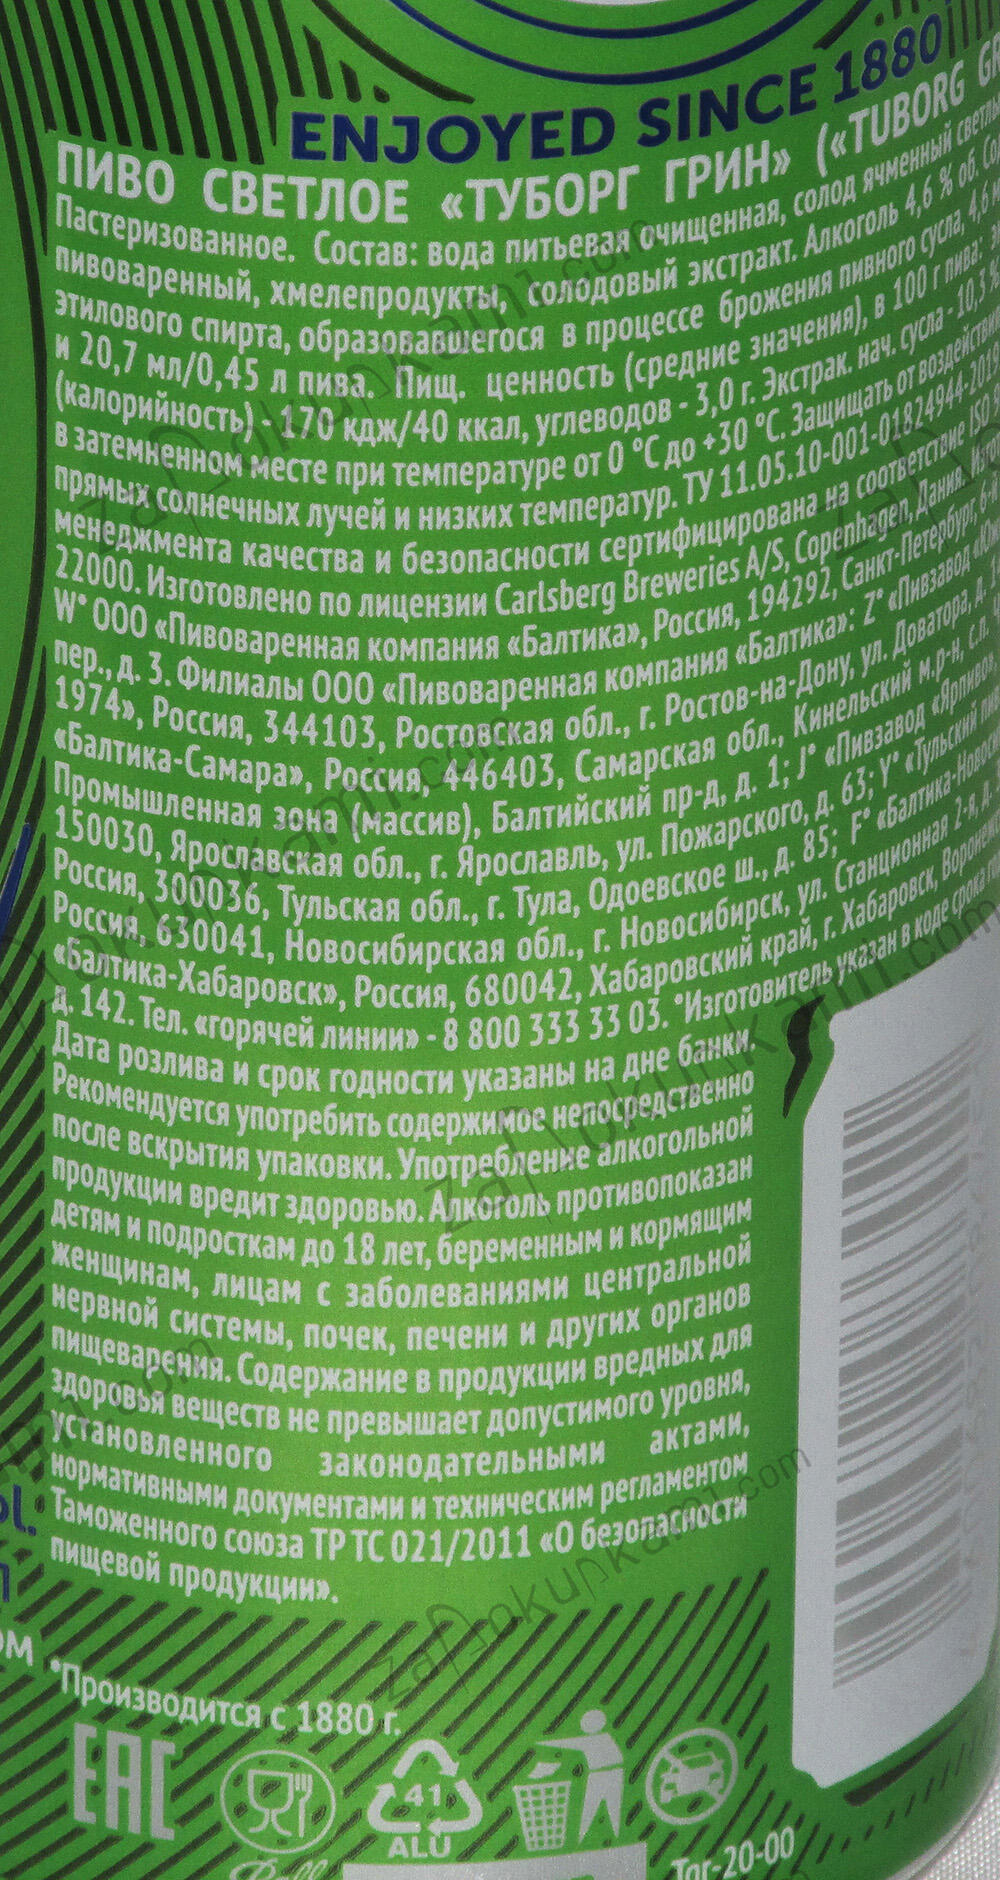 ENJOYED SINCE 1880
ПИВО СВЕТЛОЕ «ТУБОРГ ГРИН» («TUBORG
Пастеризованное. Состав: вода питьевая очищенная, солод ячменный
пивоваренный, хмелепродукты, солодовый экстракт. Алкоголь 4,6 % об.
этилового спирта, образовавшегося в процессе брожения пивного сусла, 4,6
и 20,7 мл/0,45 л пива. Пищ. ценность (средние значения), в 100 г пива:
(калорийность) - 170 кдж/40 ккал, углеводов - 3,0 г. Экстрак. нач. сусла - 10,3 %
в затемненном месте при температуре от 0 °С до +30 °С. Защищать от воздействия
прямых солнечных лучей и низких температур. ТУ 11.05.10-001-01824944-2019
менеджмента качества и безопасности сертифицирована на соответствие ISO
22000. Изготовлено по лицензии Carlsberg Breweries A/S, Copenhagen, Дания.
W* ООО «Пивоваренная компания «Балтика», Россия, 194292, Санкт-Петербург,
пер., д. 3. Филиалы ООО «Пивоваренная компания «Балтика»: Z* «Пивзавод
1974», Россия, 344103, Ростовская обл., г. Ростов-на-Дону, ул. Доватора, д.
«Балтика-Самара», Россия, 446403, Самарская обл., Кинельский м.р-н, с.п.
Промышленная зона (массив), Балтийский пр-д, д. 1; J* «Пивзавод «Ярпиво»
150030, Ярославская обл., г. Ярославль, ул. Пожарского, д. 63; Y* «Тульский
Россия, 300036, Тульская обл., г. Тула, Одоевское ш., д. 85; F*
Россия, 630041, Новосибирская обл., г. Новосибирск, ул. Станционная 2-я, д.
«Балтика-Хабаровск», Россия, 680042, Хабаровский край, г. Хабаровск,
д. 142. Тел. «горячей линии» - 8 800 333 33 03. *Изготовитель указан в коде срока
Дата розлива и срок годности указаны на дне банки.
Рекомендуется употребить содержимое непосредственно
после вскрытия упаковки. Употребление алкогольной
продукции вредит здоровью. Алкоголь противопоказан
детям и подросткам до 18 лет, беременным и кормящим
женщинам, лицам с заболеваниями центральной
нервной системы, почек, печени и других органов
пищеварения. Содержание в продукции вредных для
здоровья веществ не превышает допустимого уровня,
установленного законодательными актами,
нормативными документами и техническим регламентом
Таможенного союза ТР ТС 021/2011 «О безопасности
пищевой продукции».
*Производится с 1880 г.
EAC
41
ALU
Tor-20-00
zapokupkami.com